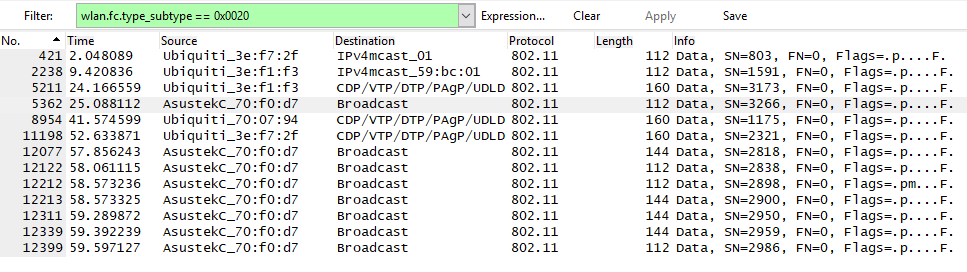 Filter: wlan.fc.type_subtype == 0x0020 Expression... Clear Apply Save
No. Time Source Destination Protocol Length Info
421 2.048089 Ubiquiti_3e:f7:2f IPv4mcast_01 802.11 112 Data, SN=803, FN=0, Flags=.p....F.
2238 9.420836 Ubiquiti_3e:f1:f3 IPv4mcast_59:bc:01 802.11 112 Data, SN=1591, FN=0, Flags=.p....F.
5211 24.166559 Ubiquiti_3e:f1:f3 CDP/VTP/DTP/PAgP/UDLD 802.11 160 Data, SN=3173, FN=0, Flags=.p....F.
5362 25.088112 AsustekC_70:f0:d7 Broadcast 802.11 112 Data, SN=3266, FN=0, Flags=.p....F.
8954 41.574599 Ubiquiti_70:07:94 CDP/VTP/DTP/PAgP/UDLD 802.11 160 Data, SN=1175, FN=0, Flags=.p....F.
11198 52.633871 Ubiquiti_3e:f7:2f CDP/VTP/DTP/PAgP/UDLD 802.11 160 Data, SN=2321, FN=0, Flags=.p....F.
12077 57.856243 AsustekC_70:f0:d7 Broadcast 802.11 144 Data, SN=2818, FN=0, Flags=.p....F.
12122 58.061115 AsustekC_70:f0:d7 Broadcast 802.11 112 Data, SN=2838, FN=0, Flags=.p....F.
12212 58.573236 AsustekC_70:f0:d7 Broadcast 802.11 112 Data, SN=2898, FN=0, Flags=.pm...F.
12213 58.573325 AsustekC_70:f0:d7 Broadcast 802.11 144 Data, SN=2900, FN=0, Flags=.p....F.
12311 59.289872 AsustekC_70:f0:d7 Broadcast 802.11 144 Data, SN=2950, FN=0, Flags=.p....F.
12339 59.392239 AsustekC_70:f0:d7 Broadcast 802.11 144 Data, SN=2959, FN=0, Flags=.p....F.
12399 59.597127 AsustekC_70:f0:d7 Broadcast 802.11 112 Data, SN=2986, FN=0, Flags=.p....F.